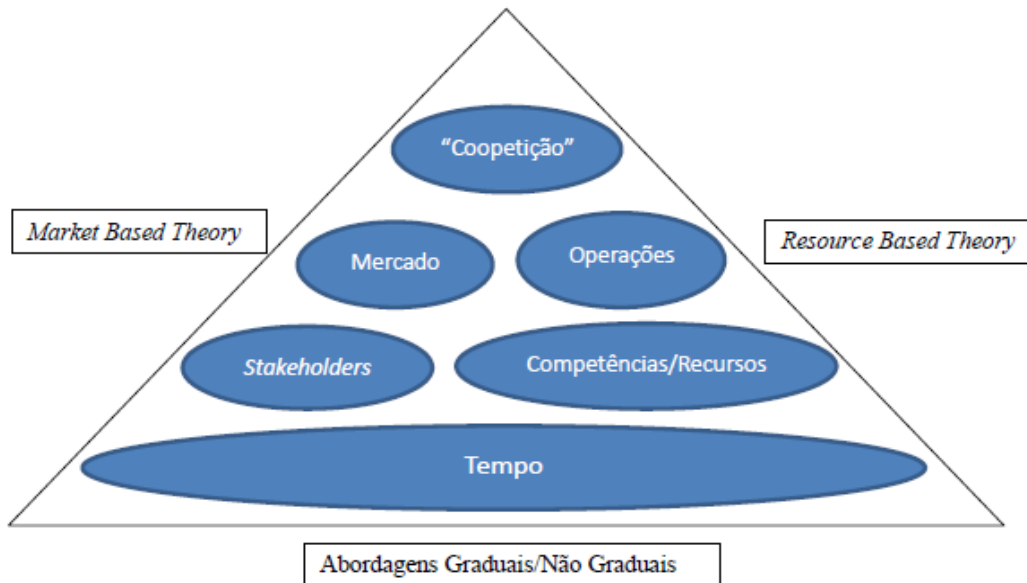 “Coopetição”
Market Based Theory
Resource Based Theory
Mercado
Operações
Stakeholders
Competências/Recursos
Tempo
Abordagens Graduais/Não Graduais